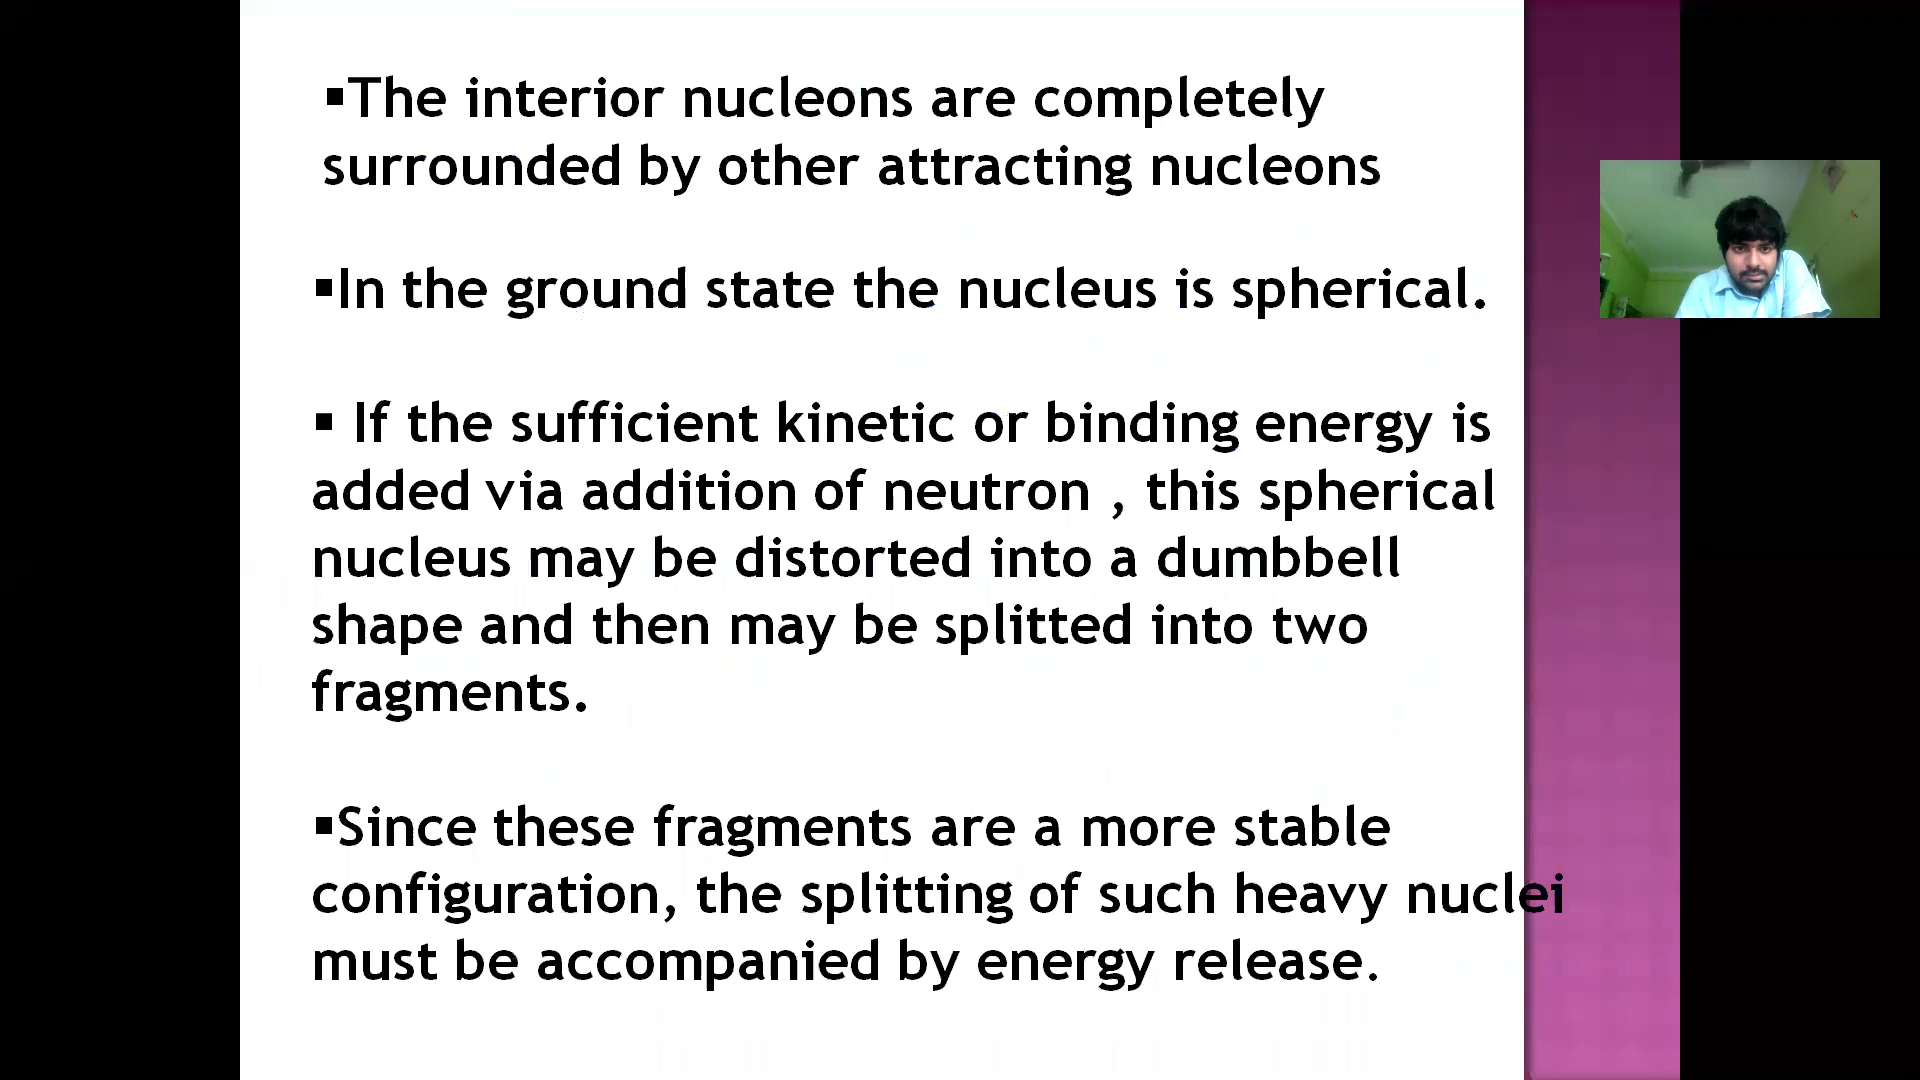 ▪The interior nucleons are completely
surrounded by other attracting nucleons
▪In the ground state the nucleus is spherical.
▪ If the sufficient kinetic or binding energy is
added via addition of neutron , this spherical
nucleus may be distorted into a dumbbell
shape and then may be splitted into two
fragments.
▪Since these fragments are a more stable
configuration, the splitting of such heavy nuclei
must be accompanied by energy release.